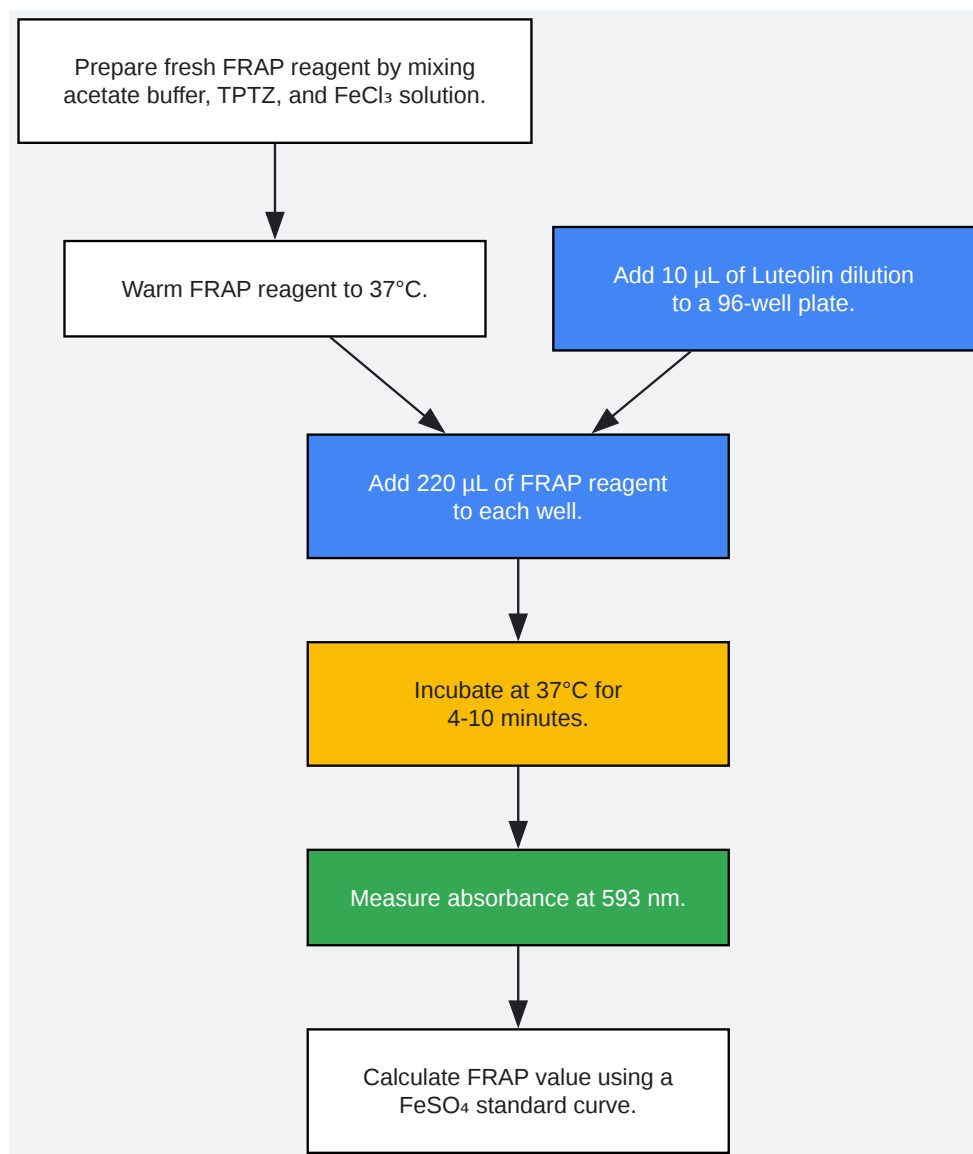 Prepare fresh FRAP reagent by mixing
acetate buffer, TPTZ, and FeCl₃ solution.
Warm FRAP reagent to 37°C.
Add 10 µL of Luteolin dilution
to a 96-well plate.
Add 220 µL of FRAP reagent
to each well.
Incubate at 37°C for
4-10 minutes.
Measure absorbance at 593 nm.
Calculate FRAP value using a
FeSO₄ standard curve.